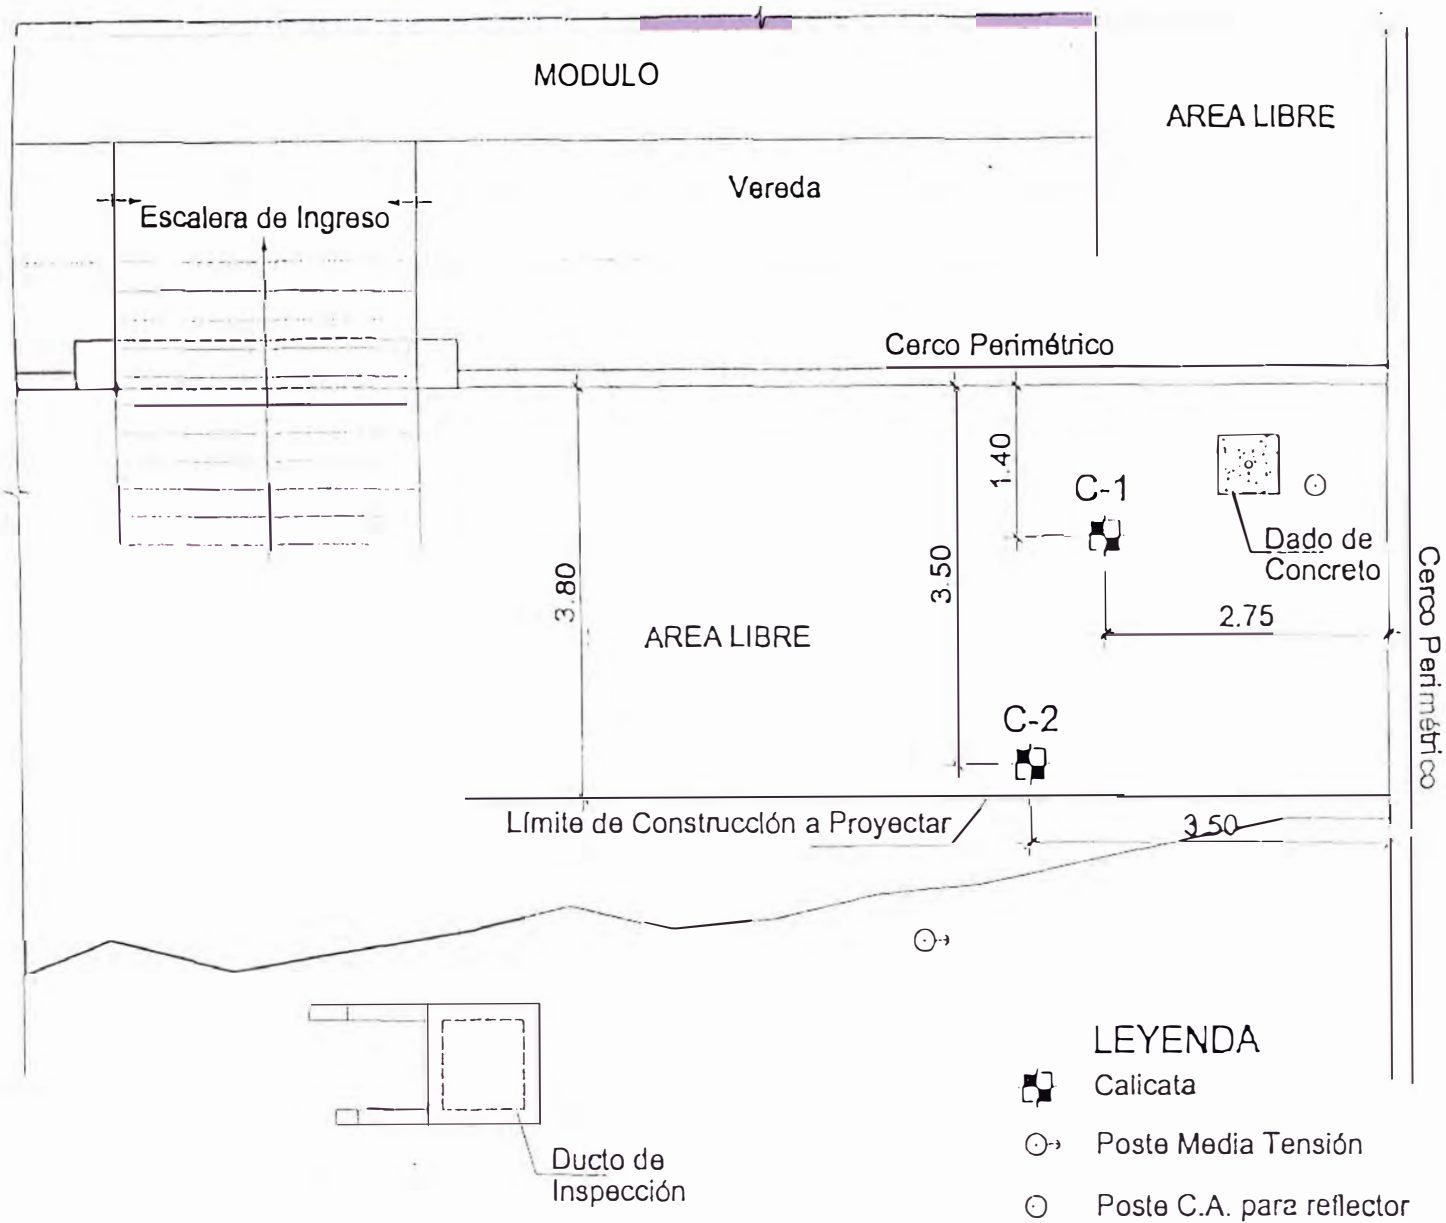 MODULO
AREA LIBRE
Vereda
Escalera de Ingreso
Cerco Perimétrico
1.40
C-1
Dado de
Concreto
3.80
3.50
2.75
Cerco Perimétrico
AREA LIBRE
C-2
Límite de Construcción a Proyectar
3.50
LEYENDA
Calicata
Poste Media Tensión
Ducto de
Inspección
Poste C.A. para reflector